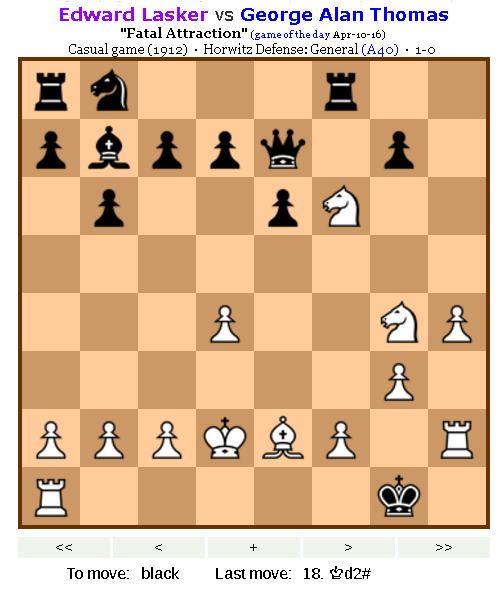 Edward Lasker vs George Alan Thomas
"Fatal Attraction" (game of the day Apr-10-16)
Casual game (1912) · Horwitz Defense: General (A40) · 1-0
<< < + > >>
To move: black Last move: 18. ♔d2#